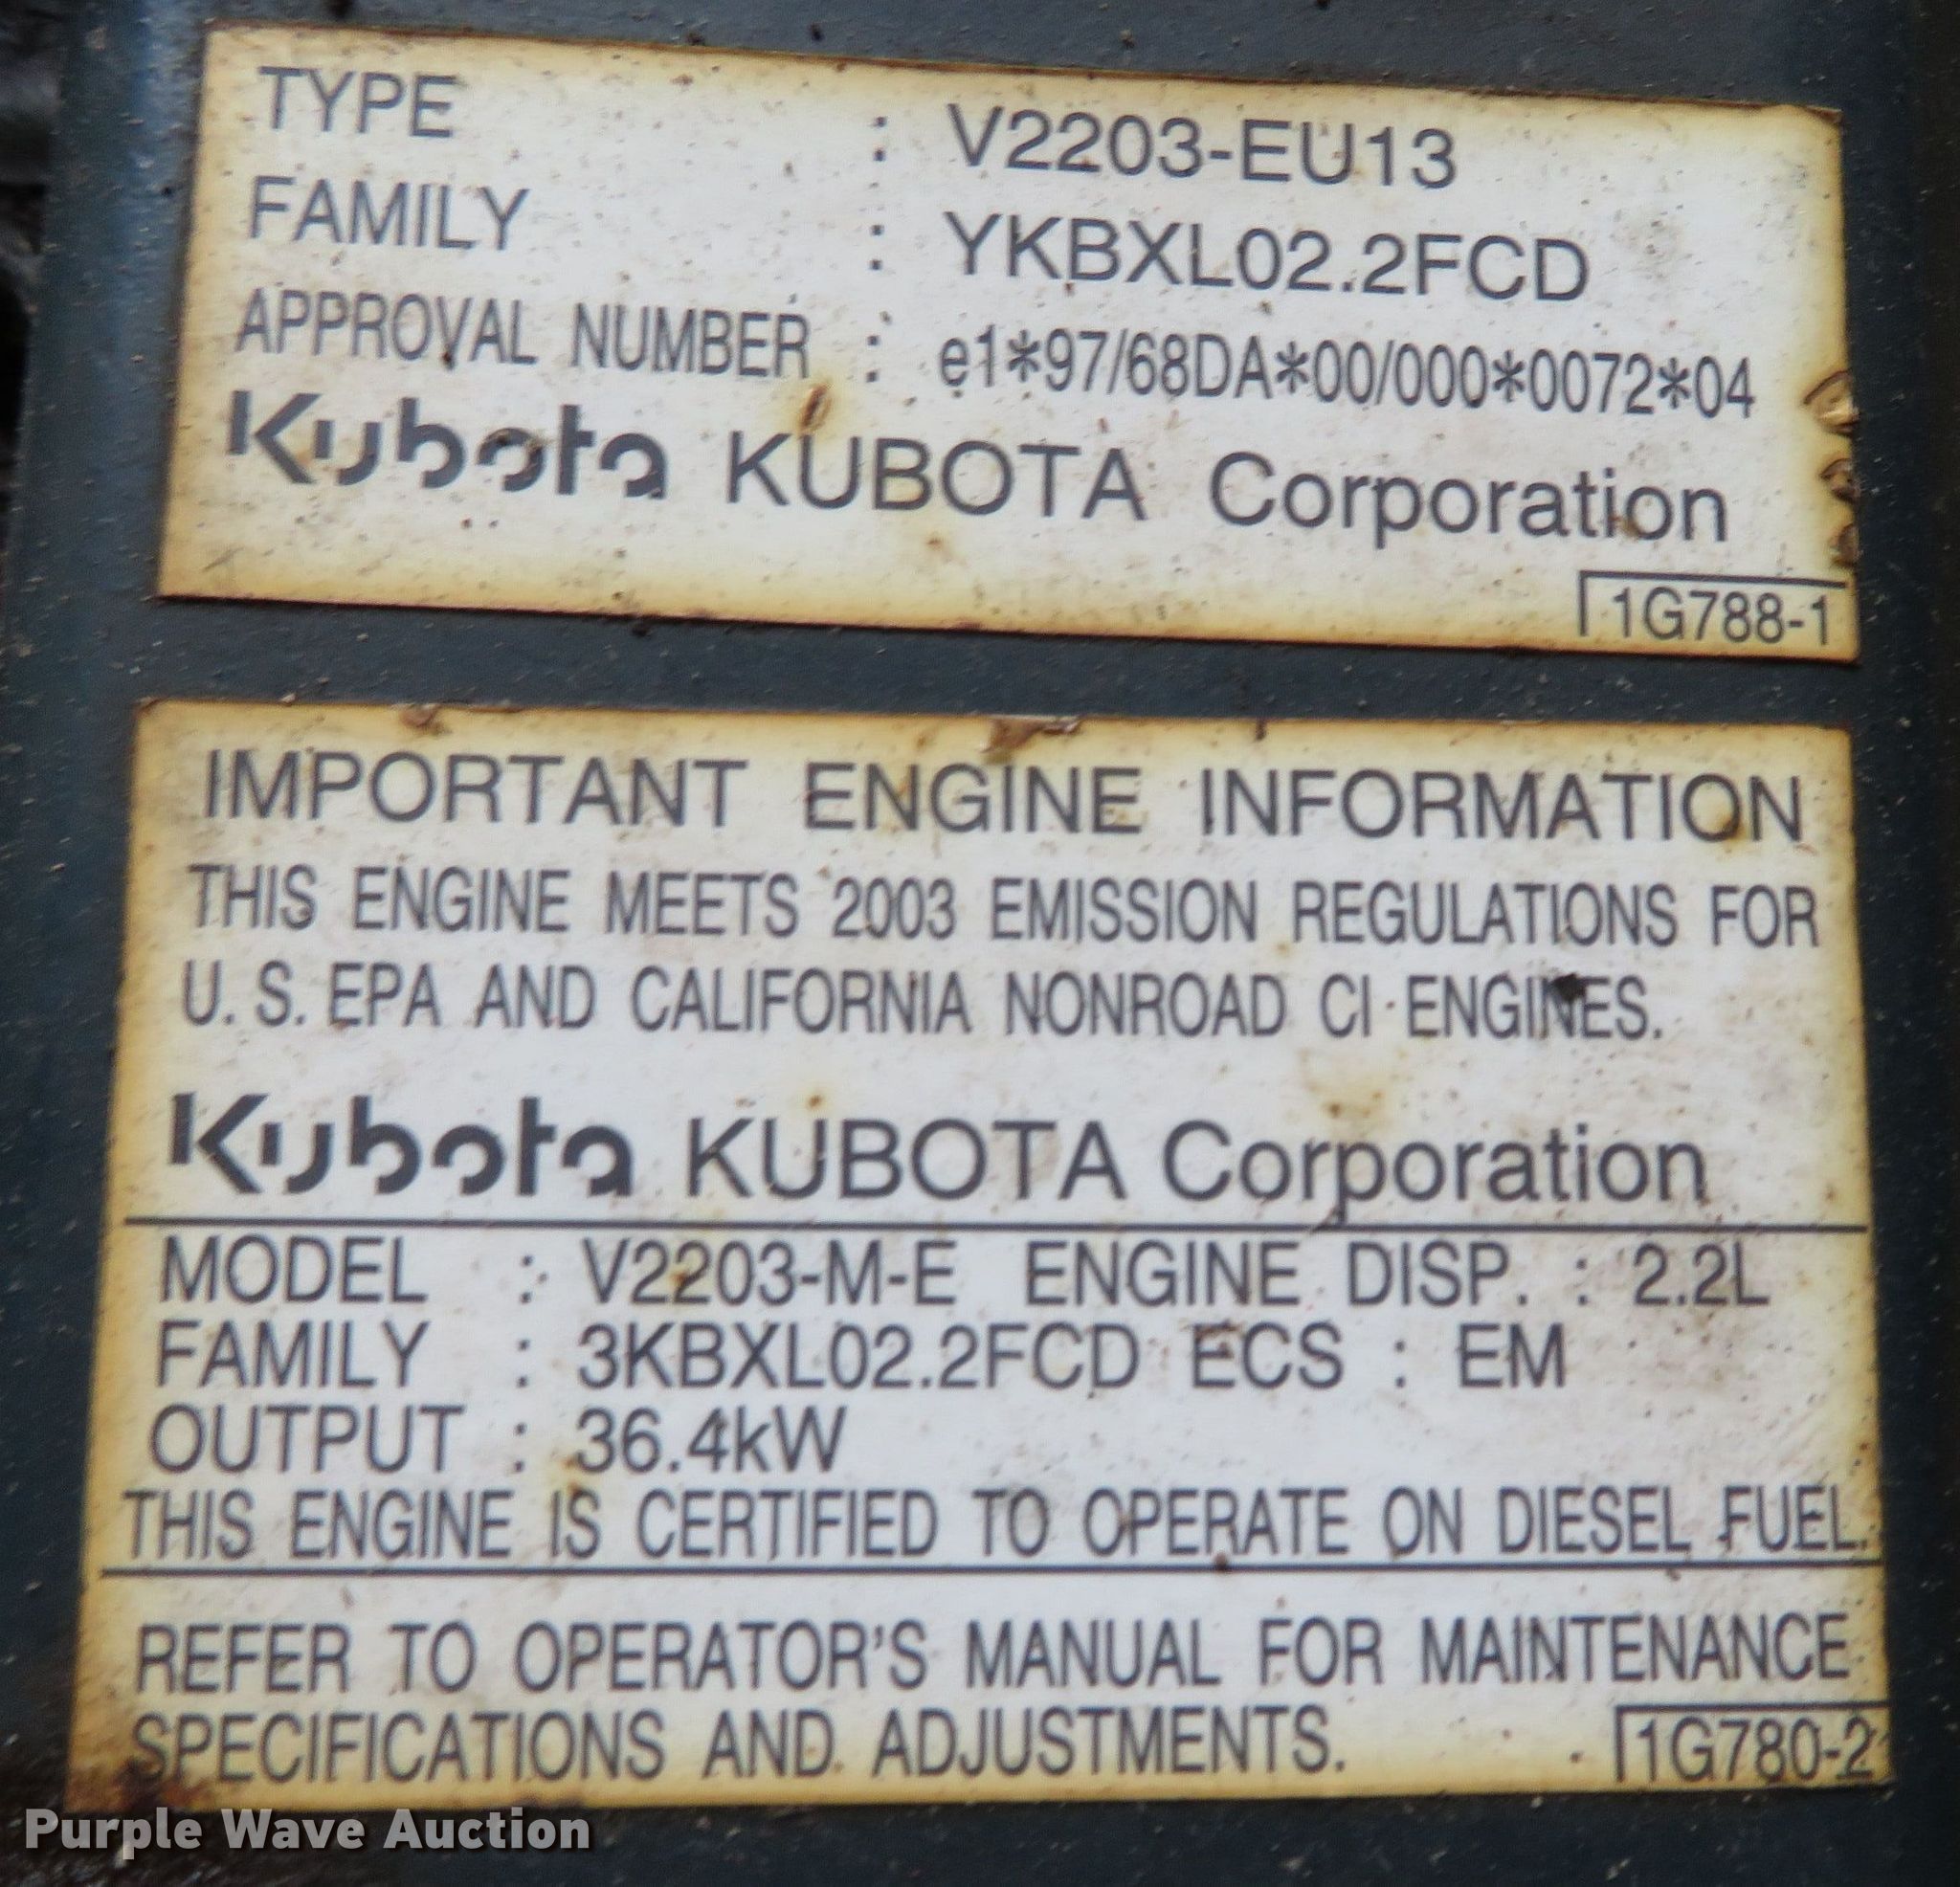 TYPE : V2203-EU13
FAMILY : YKBXL02.2FCD
APPROVAL NUMBER : e1*97/68DA*00/000*0072*04
Kubota KUBOTA Corporation
1G788-1
IMPORTANT ENGINE INFORMATION
THIS ENGINE MEETS 2003 EMISSION REGULATIONS FOR
U.S. EPA AND CALIFORNIA NONROAD CI ENGINES.
Kubota KUBOTA Corporation
MODEL : V2203-M-E ENGINE DISP. : 2.2L
FAMILY : 3KBXL02.2FCD ECS : EM
OUTPUT : 36.4kW
THIS ENGINE IS CERTIFIED TO OPERATE ON DIESEL FUEL.
REFER TO OPERATOR'S MANUAL FOR MAINTENANCE
SPECIFICATIONS AND ADJUSTMENTS.
1G780-2
Purple Wave Auction